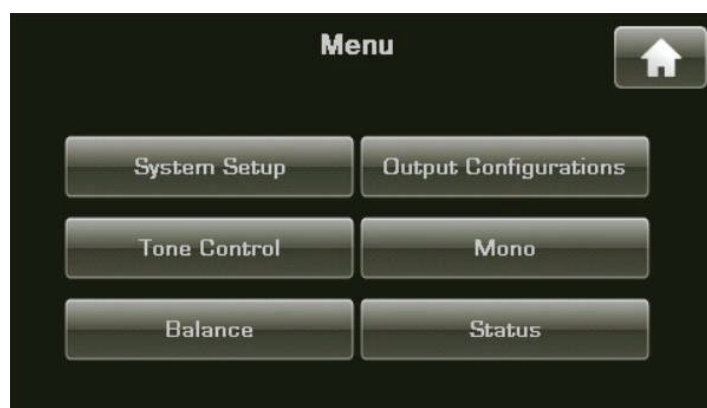 Menu
System Setup
Output Configurations
Tone Control
Mono
Balance
Status